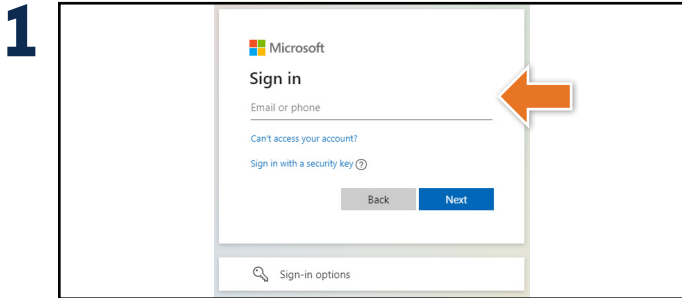 1
Microsoft
Sign in
Email or phone
Can't access your account?
Sign in with a security key ?
Back Next
Sign-in options